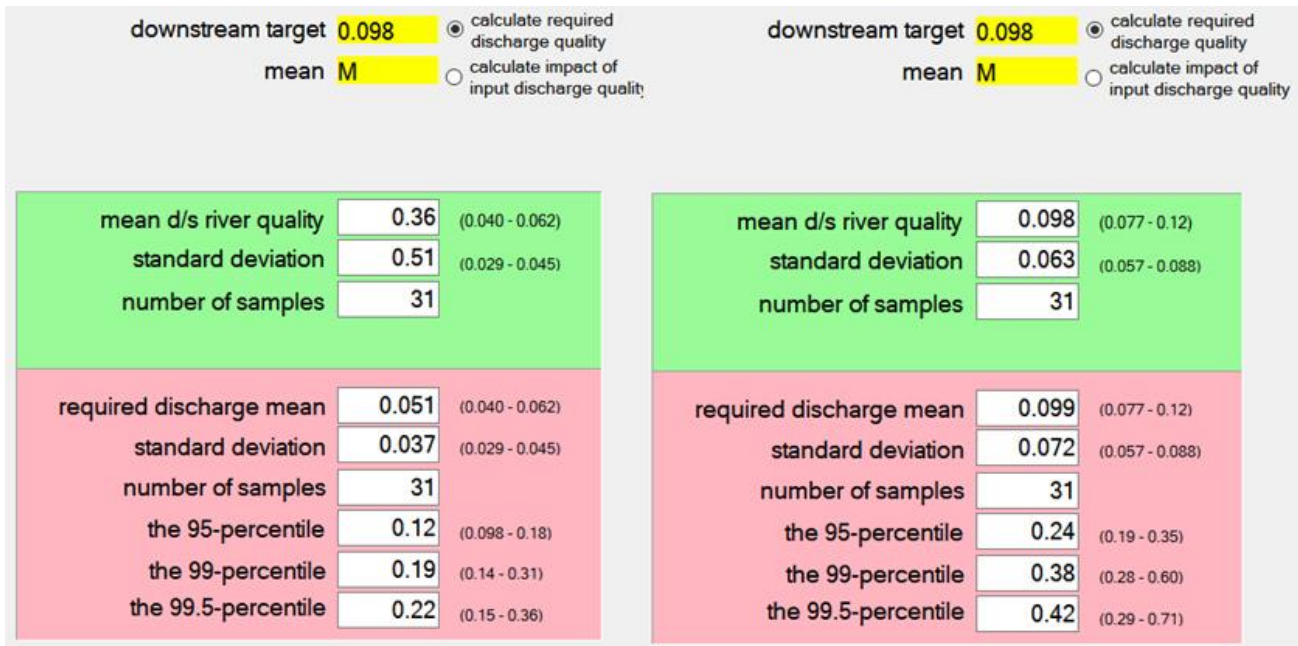 downstream target 0.098
calculate required
discharge quality
mean M
calculate impact of
input discharge quality
mean d/s river quality 0.36 (0.040 - 0.062)
standard deviation 0.51 (0.029 - 0.045)
number of samples 31
required discharge mean 0.051 (0.040 - 0.062)
standard deviation 0.037 (0.029 - 0.045)
number of samples 31
the 95-percentile 0.12 (0.098 - 0.18)
the 99-percentile 0.19 (0.14 - 0.31)
the 99.5-percentile 0.22 (0.15 - 0.36)
downstream target 0.098
calculate required
discharge quality
mean M
calculate impact of
input discharge quality
mean d/s river quality 0.098 (0.077 - 0.12)
standard deviation 0.063 (0.057 - 0.088)
number of samples 31
required discharge mean 0.099 (0.077 - 0.12)
standard deviation 0.072 (0.057 - 0.088)
number of samples 31
the 95-percentile 0.24 (0.19 - 0.35)
the 99-percentile 0.38 (0.28 - 0.60)
the 99.5-percentile 0.42 (0.29 - 0.71)